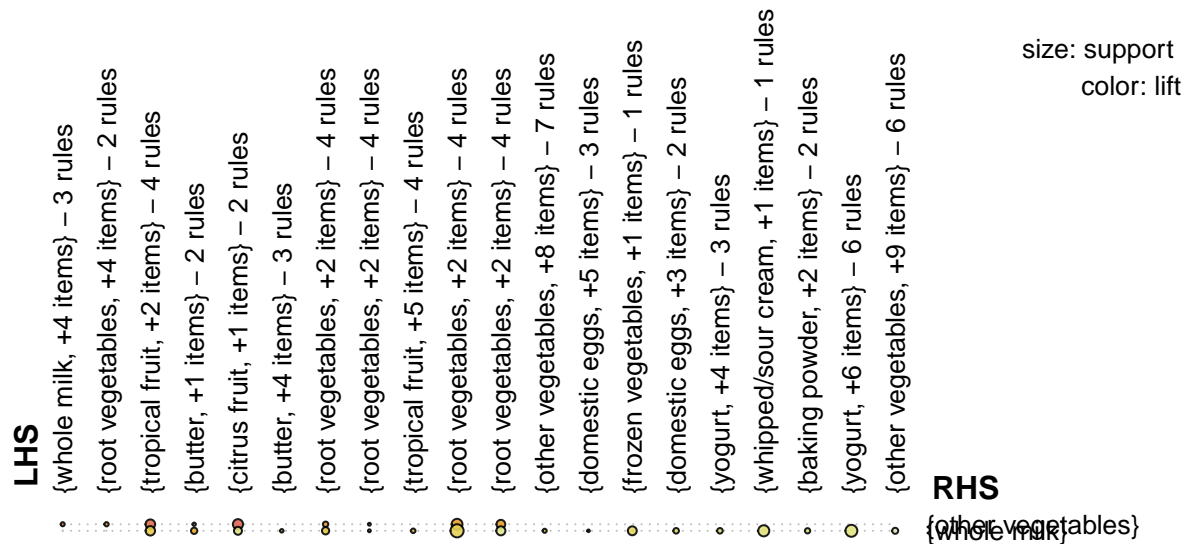 size: support
color: lift
LHS
{whole milk, +4 items} – 3 rules
{root vegetables, +4 items} – 2 rules
{tropical fruit, +2 items} – 4 rules
{butter, +1 items} – 2 rules
{citrus fruit, +1 items} – 2 rules
{butter, +4 items} – 3 rules
{root vegetables, +2 items} – 4 rules
{root vegetables, +2 items} – 4 rules
{tropical fruit, +5 items} – 4 rules
{root vegetables, +2 items} – 4 rules
{root vegetables, +2 items} – 4 rules
{other vegetables, +8 items} – 7 rules
{domestic eggs, +5 items} – 3 rules
{frozen vegetables, +1 items} – 1 rules
{domestic eggs, +3 items} – 2 rules
{yogurt, +4 items} – 3 rules
{whipped/sour cream, +1 items} – 1 rules
{baking powder, +2 items} – 2 rules
{yogurt, +6 items} – 6 rules
{other vegetables, +9 items} – 6 rules
RHS
{other vegetables}
{whole milk}